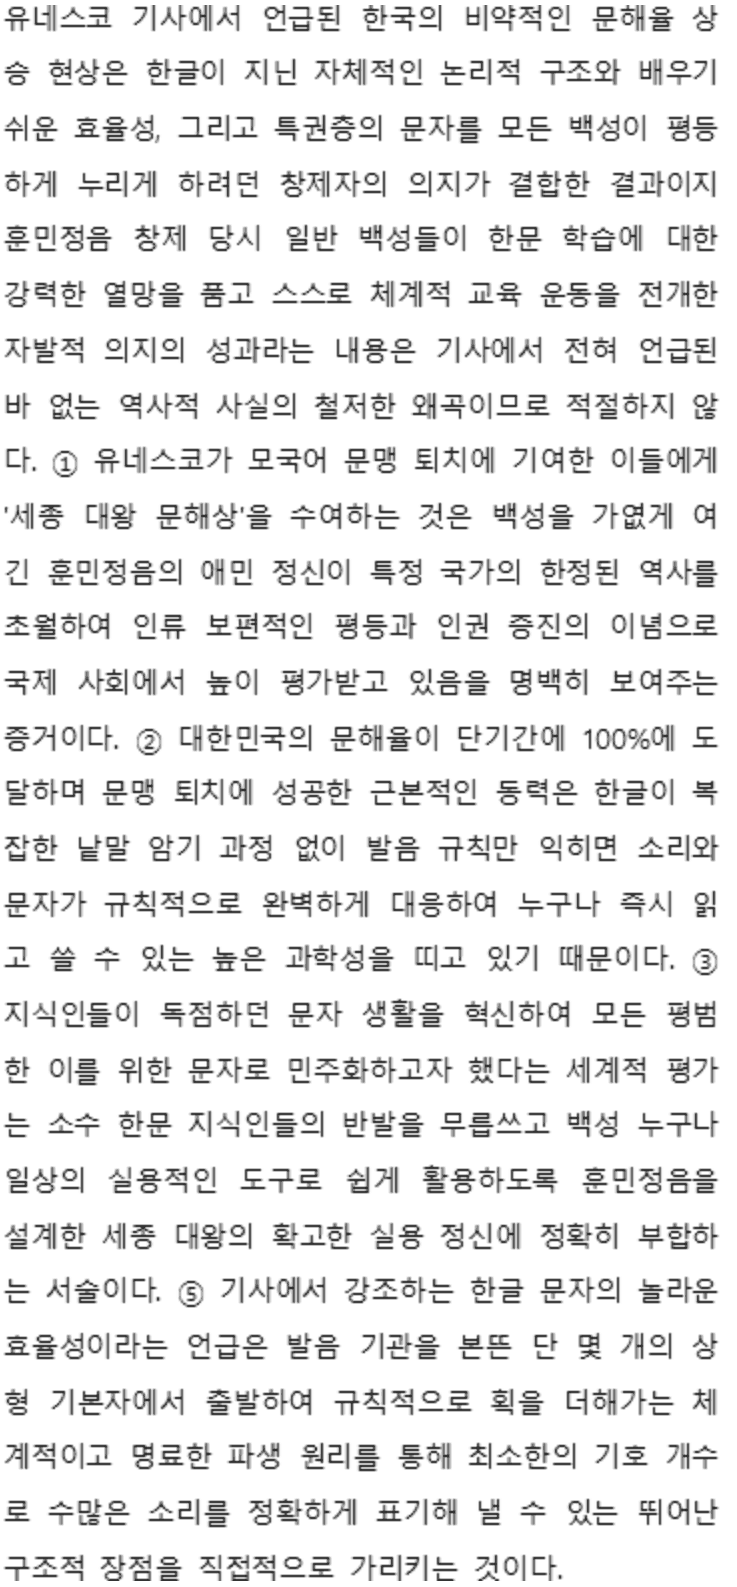 유네스코 기사에서 언급된 한국의 비약적인 문해율 상
승 현상은 한글이 지닌 자체적인 논리적 구조와 배우기
쉬운 효율성, 그리고 특권층의 문자를 모든 백성이 평등
하게 누리게 하려던 창제자의 의지가 결합한 결과이지
훈민정음 창제 당시 일반 백성들이 한문 학습에 대한
강력한 열망을 품고 스스로 체계적 교육 운동을 전개한
자발적 의지의 성과라는 내용은 기사에서 전혀 언급된
바 없는 역사적 사실의 철저한 왜곡이므로 적절하지 않
다. ① 유네스코가 모국어 문맹 퇴치에 기여한 이들에게
'세종 대왕 문해상'을 수여하는 것은 백성을 가엾게 여
긴 훈민정음의 애민 정신이 특정 국가의 한정된 역사를
초월하여 인류 보편적인 평등과 인권 증진의 이념으로
국제 사회에서 높이 평가받고 있음을 명백히 보여주는
증거이다. ② 대한민국의 문해율이 단기간에 100%에 도
달하며 문맹 퇴치에 성공한 근본적인 동력은 한글이 복
잡한 낱말 암기 과정 없이 발음 규칙만 익히면 소리와
문자가 규칙적으로 완벽하게 대응하여 누구나 즉시 읽
고 쓸 수 있는 높은 과학성을 띠고 있기 때문이다. ③
지식인들이 독점하던 문자 생활을 혁신하여 모든 평범
한 이를 위한 문자로 민주화하고자 했다는 세계적 평가
는 소수 한문 지식인들의 반발을 무릅쓰고 백성 누구나
일상의 실용적인 도구로 쉽게 활용하도록 훈민정음을
설계한 세종 대왕의 확고한 실용 정신에 정확히 부합하
는 서술이다. ⑤ 기사에서 강조하는 한글 문자의 놀라운
효율성이라는 언급은 발음 기관을 본뜬 단 몇 개의 상
형 기본자에서 출발하여 규칙적으로 획을 더해가는 체
계적이고 명료한 파생 원리를 통해 최소한의 기호 개수
로 수많은 소리를 정확하게 표기해 낼 수 있는 뛰어난
구조적 장점을 직접적으로 가리키는 것이다.